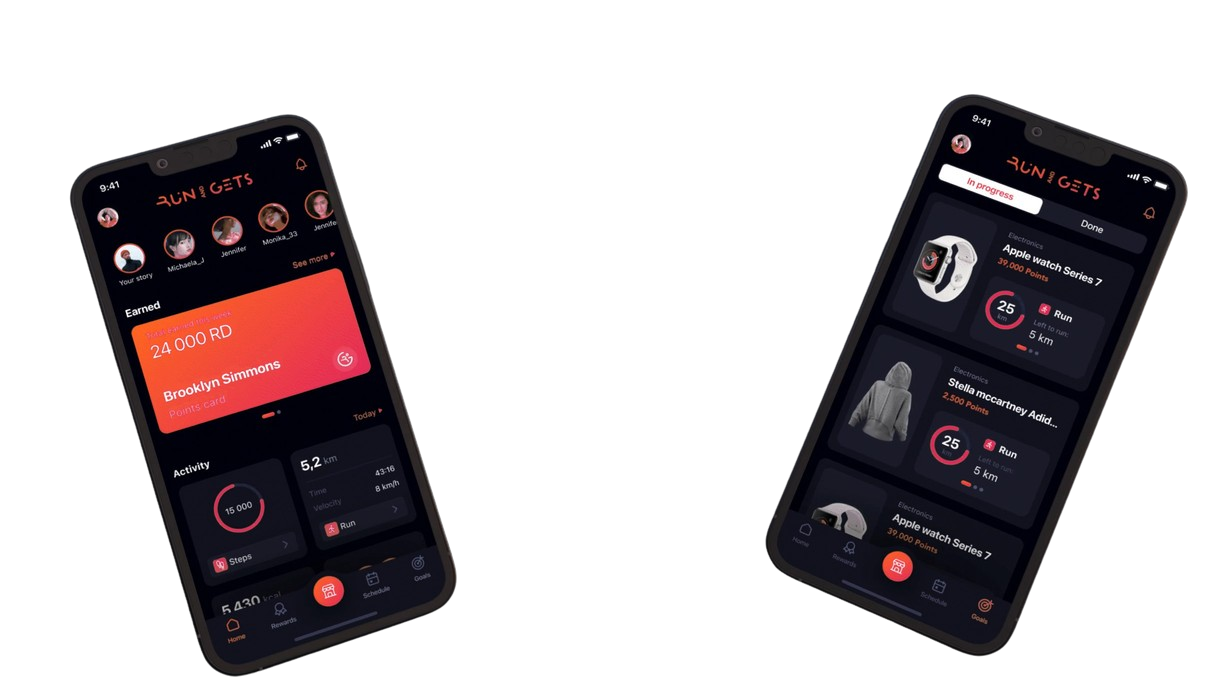 9:41
RUN AND GETS
Your story
Michaela_J
Jennifer
Monika_33
Jennife
See more
Earned
24 000 RD
Brooklyn Simmons
Points card
Today
Activity
15 000
Steps
5,2 km
Time 43:16
Velocity 8 km/h
Run
5 430 kcal
Home
Rewards
Schedule
Goals
9:41
RUN AND GETS
In progress
Done
Electronics
Apple watch Series 7
39,000 Points
25 km
Run
Left to run:
5 km
Electronics
Stella mccartney Adid...
2,500 Points
25 km
Run
Left to run:
5 km
Electronics
Apple watch Series 7
39,000 Points
Home
Rewards
Schedule
Goals